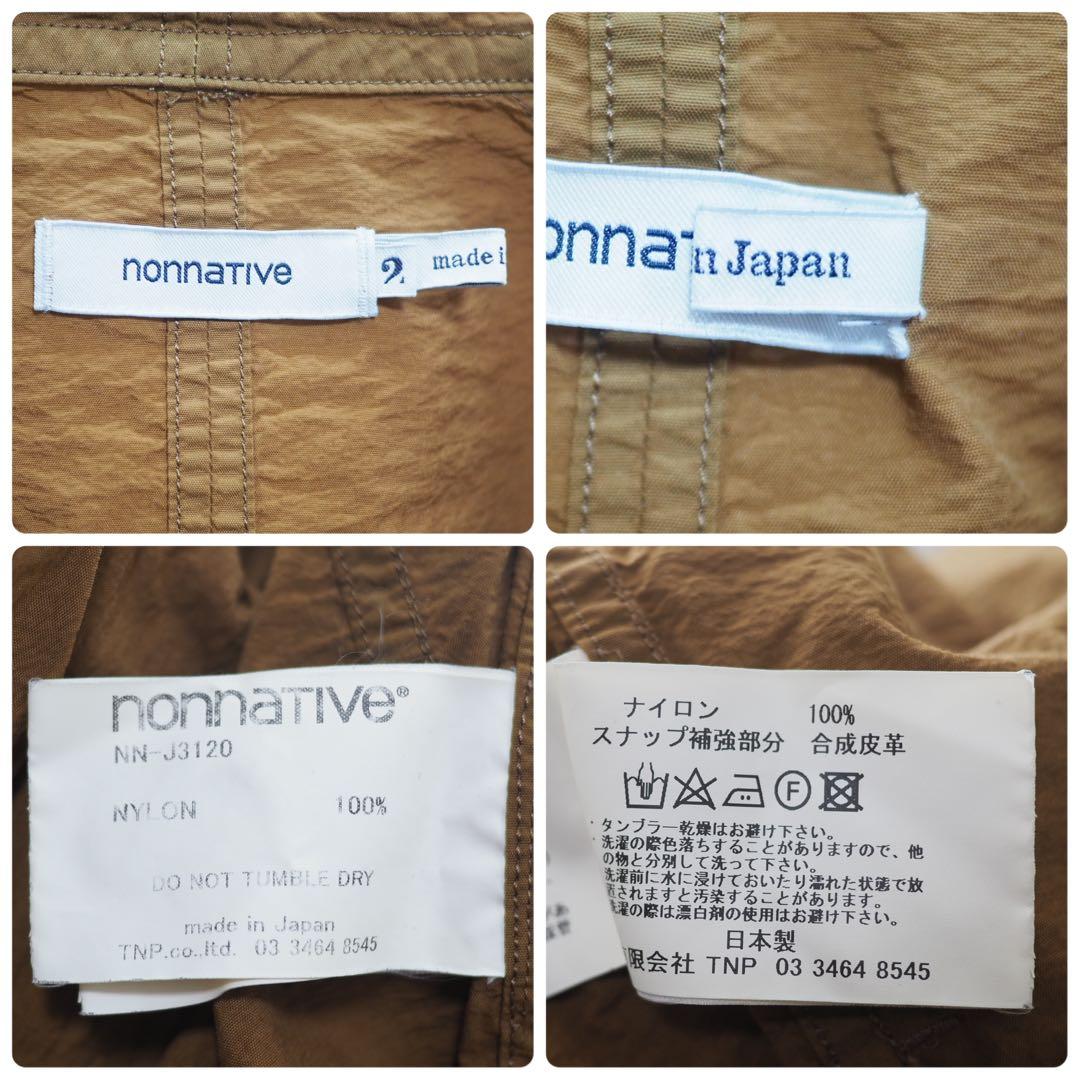 nonnative
2
made i
onna
n Japan
nonnative®
NN-J3120
NYLON 100%
DO NOT TUMBLE DRY
made in Japan
TNP.co.,ltd. 03 3464 8545
ナイロン 100%
スナップ補強部分 合成皮革
F
・タンブラー乾燥はお避け下さい。
・洗濯の際色落ちすることがありますので、他
の物と分別して洗って下さい。
洗濯前に水に浸けておいたり濡れた状態で放
置されますと汚染することがあります。
洗濯の際は漂白剤の使用はお避け下さい。
日本製
有限会社 TNP 03 3464 8545